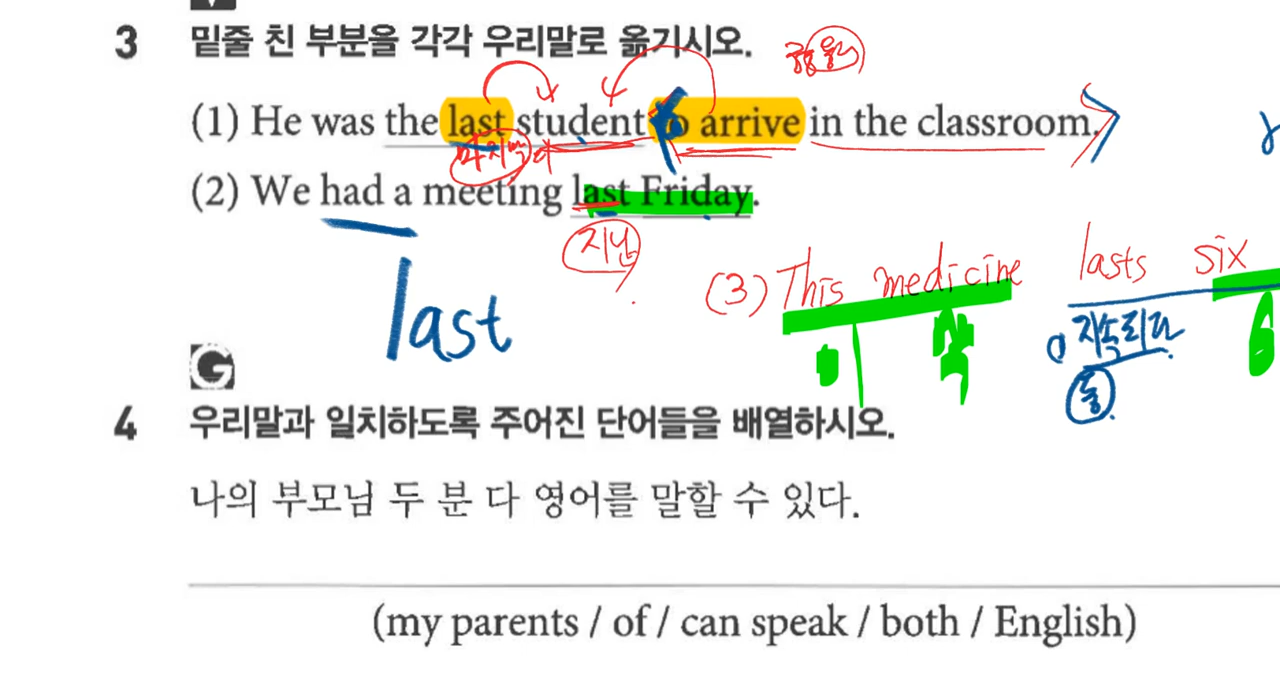 3 밑줄 친 부분을 각각 우리말로 옮기시오.
형용사
(1) He was the last student to arrive in the classroom.
마지막
(2) We had a meeting last Friday.
지난
last
(3) This medicine lasts six
이 약
지속되다
동
6
G
4 우리말과 일치하도록 주어진 단어들을 배열하시오.
나의 부모님 두 분 다 영어를 말할 수 있다.
(my parents / of / can speak / both / English)